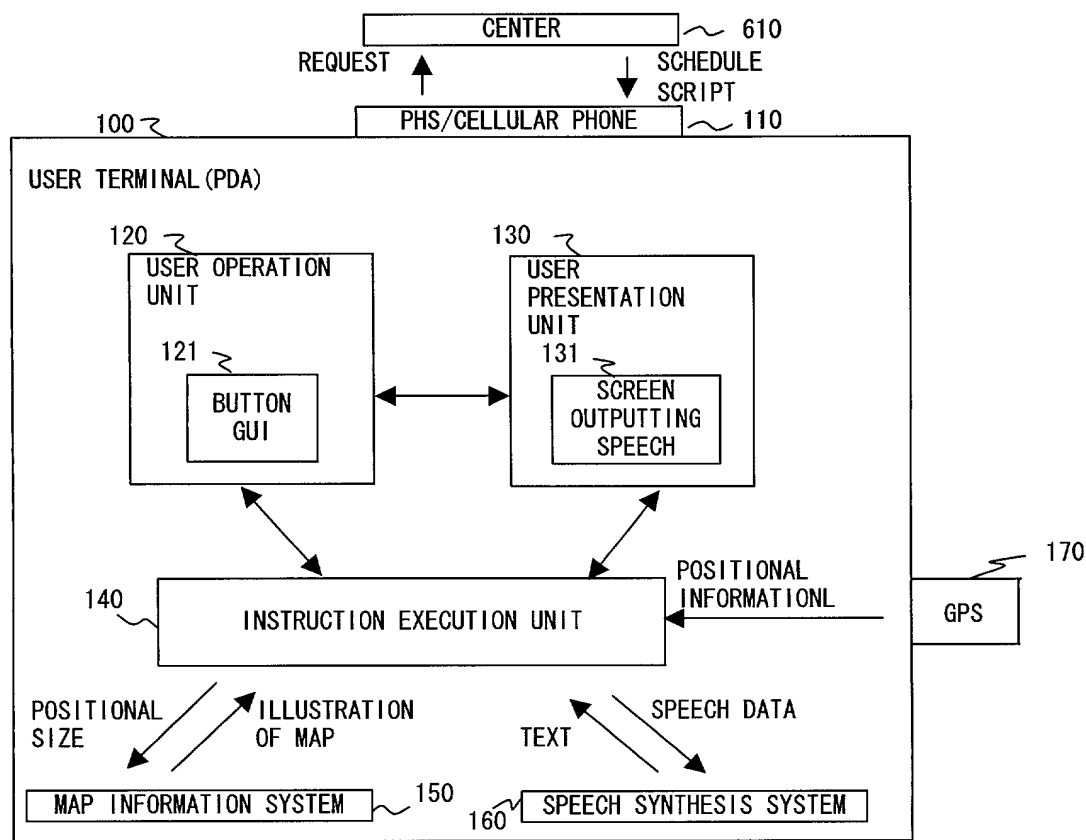 CENTER
610
REQUEST
SCHEDULE
SCRIPT
PHS/CELLULAR PHONE
110
100
USER TERMINAL(PDA)
120
USER OPERATION
UNIT
121
BUTTON
GUI
130
USER
PRESENTATION
UNIT
131
SCREEN
OUTPUTTING
SPEECH
140
INSTRUCTION EXECUTION UNIT
POSITIONAL
INFORMATIONL
170
GPS
POSITIONAL
SIZE
ILLUSTRATION
OF MAP
TEXT
SPEECH DATA
MAP INFORMATION SYSTEM
150
160
SPEECH SYNTHESIS SYSTEM